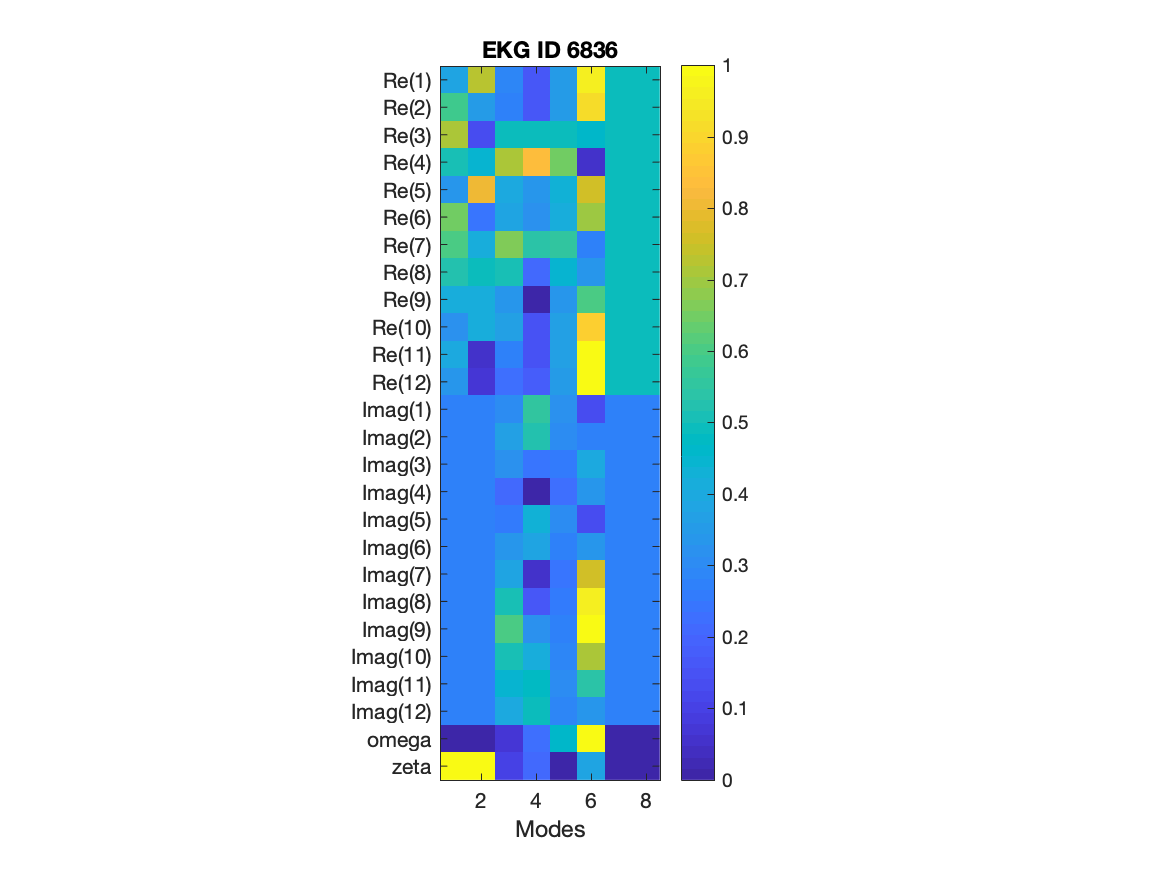 EKG ID 6836
Re(1)
Re(2)
Re(3)
Re(4)
Re(5)
Re(6)
Re(7)
Re(8)
Re(9)
Re(10)
Re(11)
Re(12)
Imag(1)
Imag(2)
Imag(3)
Imag(4)
Imag(5)
Imag(6)
Imag(7)
Imag(8)
Imag(9)
Imag(10)
Imag(11)
Imag(12)
omega
zeta
2 4 6 8
Modes
1
0.9
0.8
0.7
0.6
0.5
0.4
0.3
0.2
0.1
0